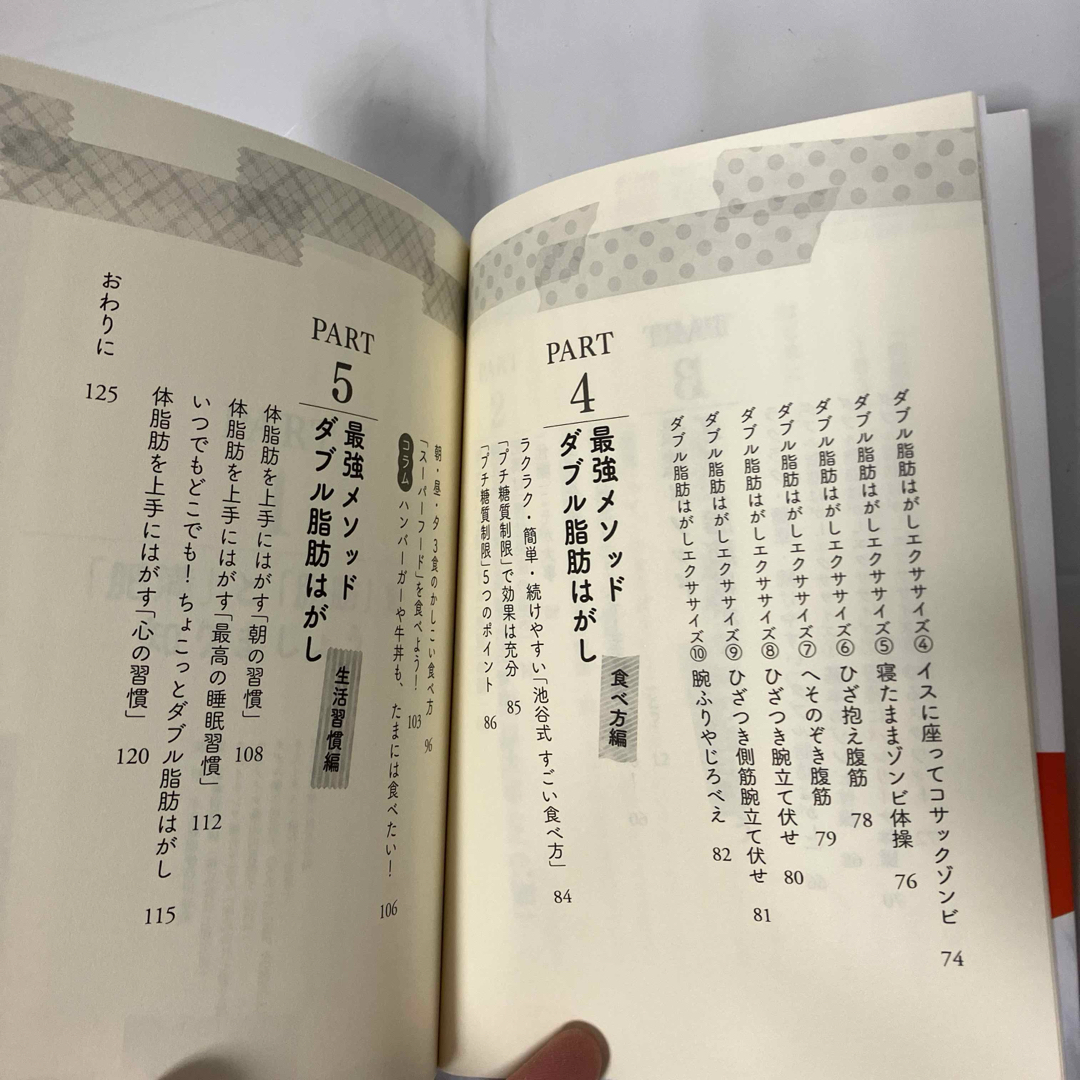 ダブル脂肪はがしエクササイズ④ イスに座ってコサックゾンビ 74
ダブル脂肪はがしエクササイズ⑤ 寝たままゾンビ体操 76
ダブル脂肪はがしエクササイズ⑥ ひざ抱え腹筋 78
ダブル脂肪はがしエクササイズ⑦ へそのぞき腹筋 79
ダブル脂肪はがしエクササイズ⑧ ひざつき腕立て伏せ 80
ダブル脂肪はがしエクササイズ⑨ ひざつき側筋腕立て伏せ 81
ダブル脂肪はがしエクササイズ⑩ 腕ふりやじろべえ 82
PART
4
最強メソッド
ダブル脂肪はがし
食べ方編
ラクラク・簡単・続けやすい「池谷式 すごい食べ方」 84
「プチ糖質制限」で効果は充分 85
「プチ糖質制限」5つのポイント 86
朝・昼・夕 3食のかしこい食べ方 96
「スーパーフード」を食べよう！ 103
コラム ハンバーガーや牛丼も、たまには食べたい！ 106
PART
5
最強メソッド
ダブル脂肪はがし
生活習慣編
体脂肪を上手にはがす「朝の習慣」 108
体脂肪を上手にはがす「最高の睡眠習慣」 112
いつでもどこでも！ ちょこっとダブル脂肪はがし 115
体脂肪を上手にはがす「心の習慣」 120
おわりに 125